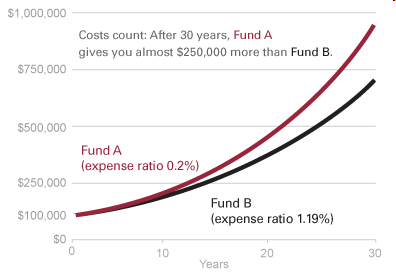 $1,000,000
Costs count: After 30 years, Fund A
gives you almost $250,000 more than Fund B.
$750,000
$500,000
Fund A
(expense ratio 0.2%)
$250,000
Fund B
(expense ratio 1.19%)
$100,000
$0
0 10 20 30
Years